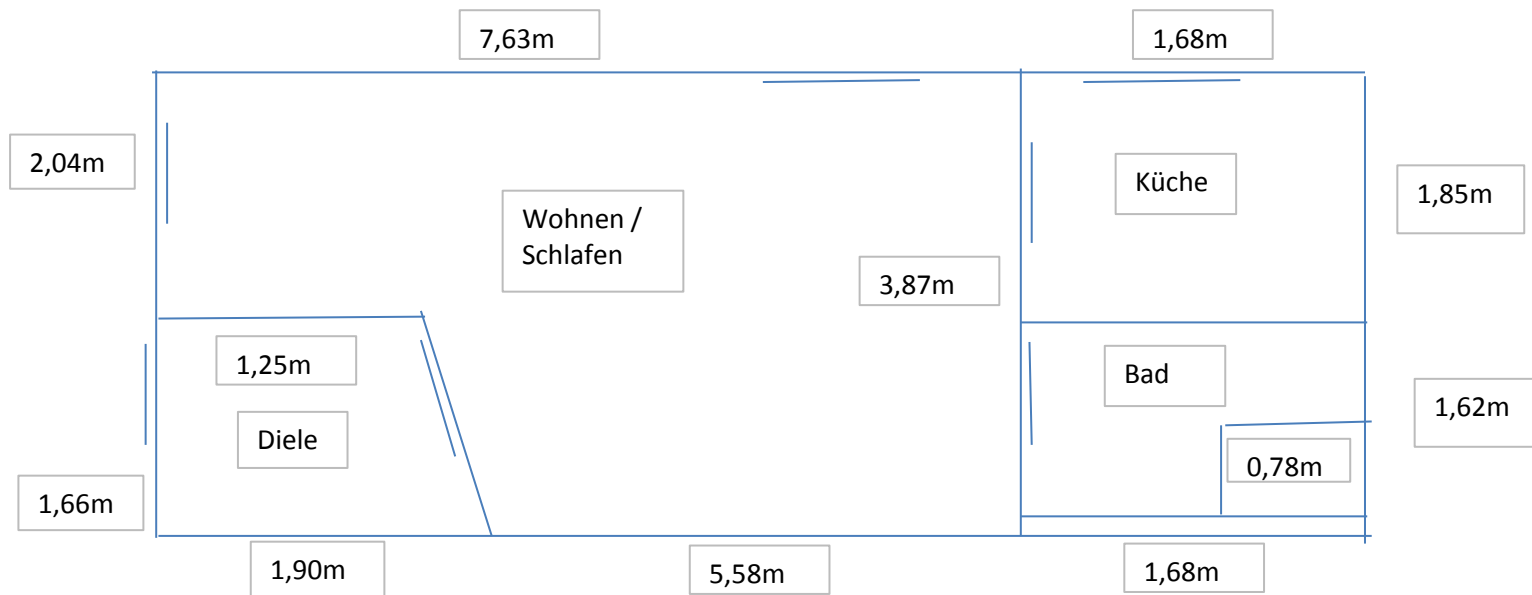 7,63m
1,68m
2,04m
Küche
1,85m
Wohnen /
Schlafen
3,87m
1,25m
Bad
1,62m
Diele
0,78m
1,66m
1,90m
5,58m
1,68m